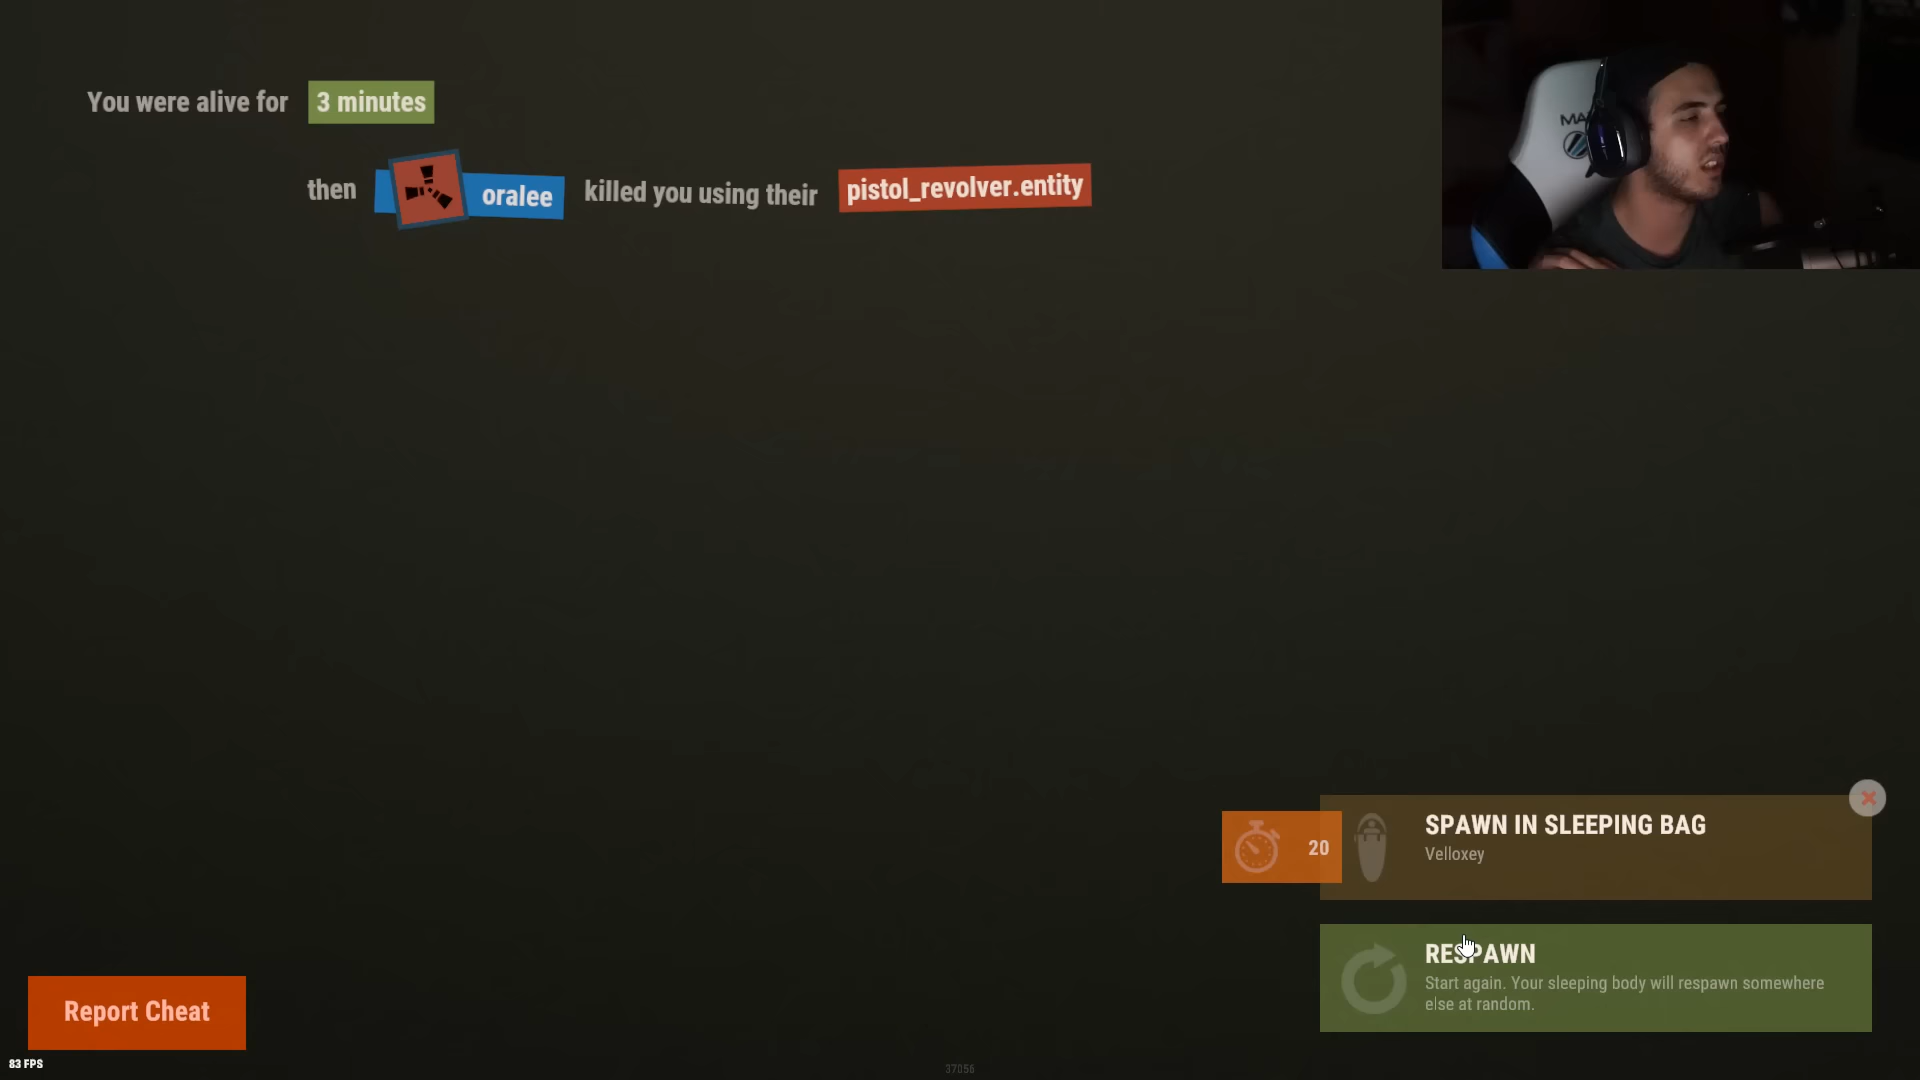 You were alive for 3 minutes
then oralee killed you using their pistol_revolver.entity
MA
20
SPAWN IN SLEEPING BAG
Velloxey
RESPAWN
Start again. Your sleeping body will respawn somewhere
else at random.
Report Cheat
83 FPS
37056